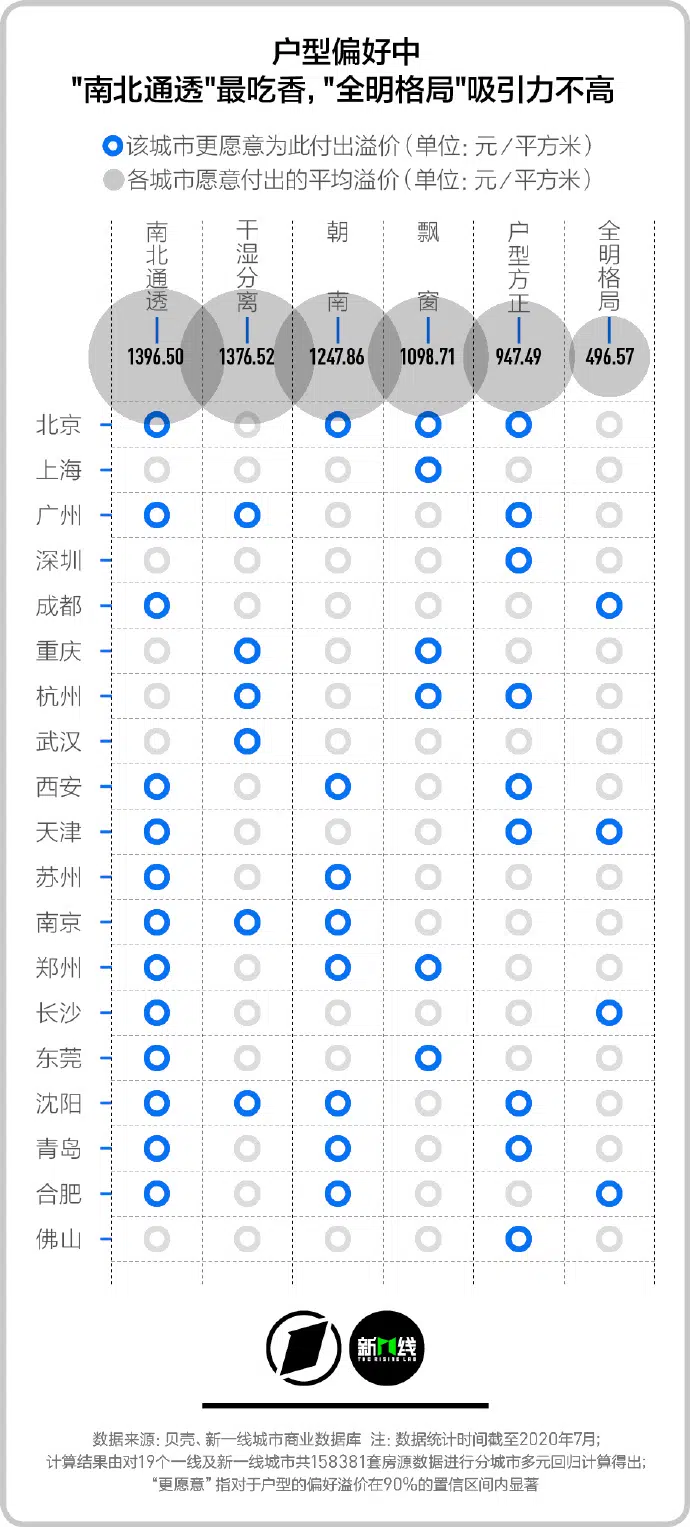 户型偏好中
"南北通透"最吃香，"全明格局"吸引力不高
该城市更愿意为此付出溢价（单位：元/平方米）
各城市愿意付出的平均溢价（单位：元/平方米）
南北通透
干湿分离
朝南
飘窗
户型方正
全明格局
1396.50 1376.52 1247.86 1098.71 947.49 496.57
北京
上海
广州
深圳
成都
重庆
杭州
武汉
西安
天津
苏州
南京
郑州
长沙
东莞
沈阳
青岛
合肥
佛山
新一线
THE RISING LAB
数据来源：贝壳、新一线城市商业数据库 注：数据统计时间截至2020年7月；
计算结果由对19个一线及新一线城市共158381套房源数据进行分城市多元回归计算得出；
“更愿意”指对于户型的偏好溢价在90%的置信区间内显著